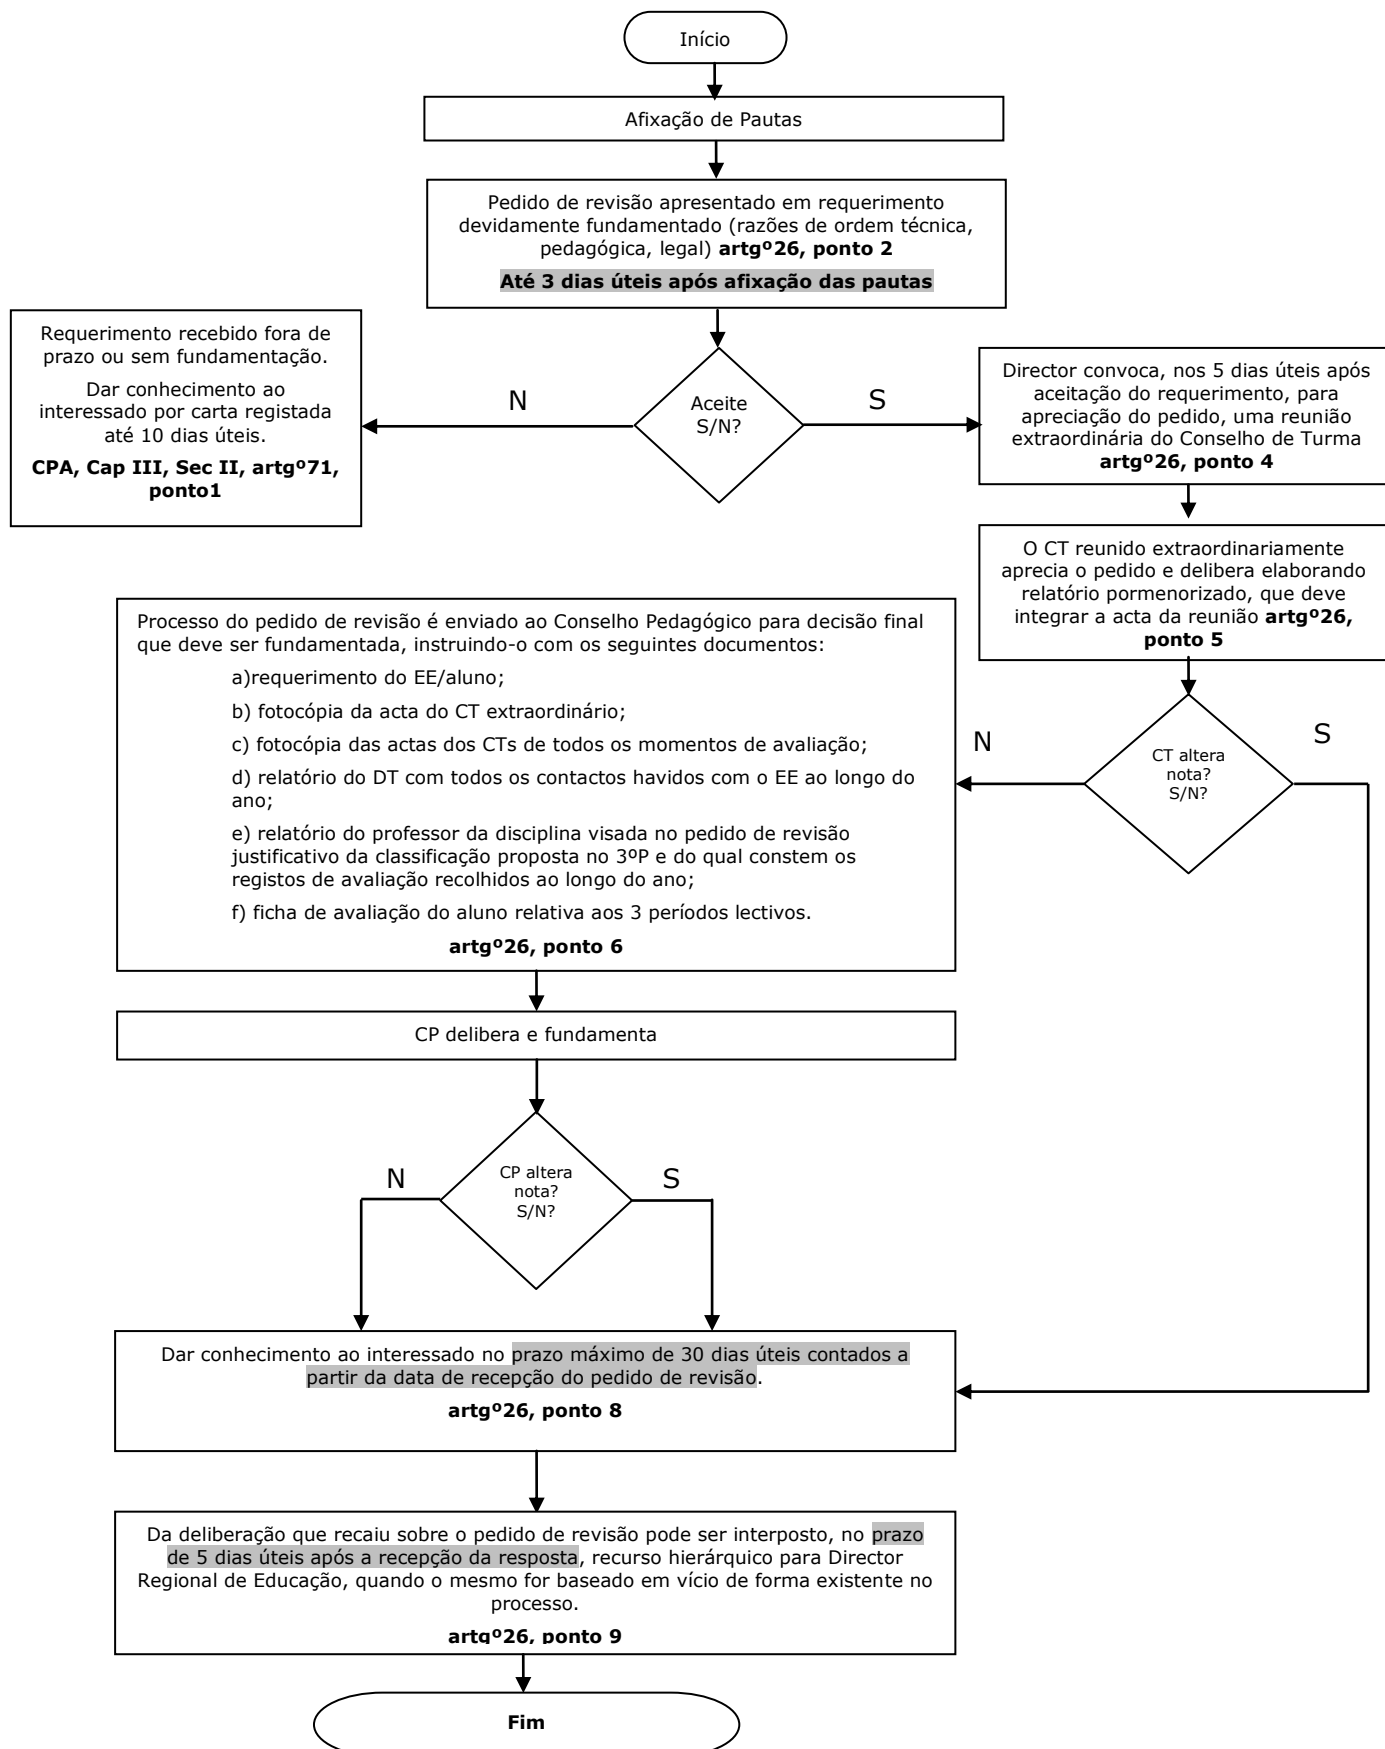 Início
Afixação de Pautas
Pedido de revisão apresentado em requerimento
devidamente fundamentado (razões de ordem técnica,
pedagógica, legal) artgº26, ponto 2
Até 3 dias úteis após afixação das pautas
Requerimento recebido fora de
prazo ou sem fundamentação.
Dar conhecimento ao
interessado por carta registada
até 10 dias úteis.
CPA, Cap III, Sec II, artgº71,
ponto1
N
Aceite
S/N?
S
Director convoca, nos 5 dias úteis após
aceitação do requerimento, para
apreciação do pedido, uma reunião
extraordinária do Conselho de Turma
artgº26, ponto 4
O CT reunido extraordinariamente
aprecia o pedido e delibera elaborando
relatório pormenorizado, que deve
integrar a acta da reunião artgº26,
ponto 5
N
CT altera
nota?
S/N?
S
Processo do pedido de revisão é enviado ao Conselho Pedagógico para decisão final
que deve ser fundamentada, instruindo-o com os seguintes documentos:
a)requerimento do EE/aluno;
b) fotocópia da acta do CT extraordinário;
c) fotocópia das actas dos CTs de todos os momentos de avaliação;
d) relatório do DT com todos os contactos havidos com o EE ao longo do
ano;
e) relatório do professor da disciplina visada no pedido de revisão
justificativo da classificação proposta no 3ºP e do qual constem os
registos de avaliação recolhidos ao longo do ano;
f) ficha de avaliação do aluno relativa aos 3 períodos lectivos.
artgº26, ponto 6
CP delibera e fundamenta
N
CP altera
nota?
S/N?
S
Dar conhecimento ao interessado no prazo máximo de 30 dias úteis contados a
partir da data de recepção do pedido de revisão.
artgº26, ponto 8
Da deliberação que recaiu sobre o pedido de revisão pode ser interposto, no prazo
de 5 dias úteis após a recepção da resposta, recurso hierárquico para Director
Regional de Educação, quando o mesmo for baseado em vício de forma existente no
processo.
artgº26, ponto 9
Fim